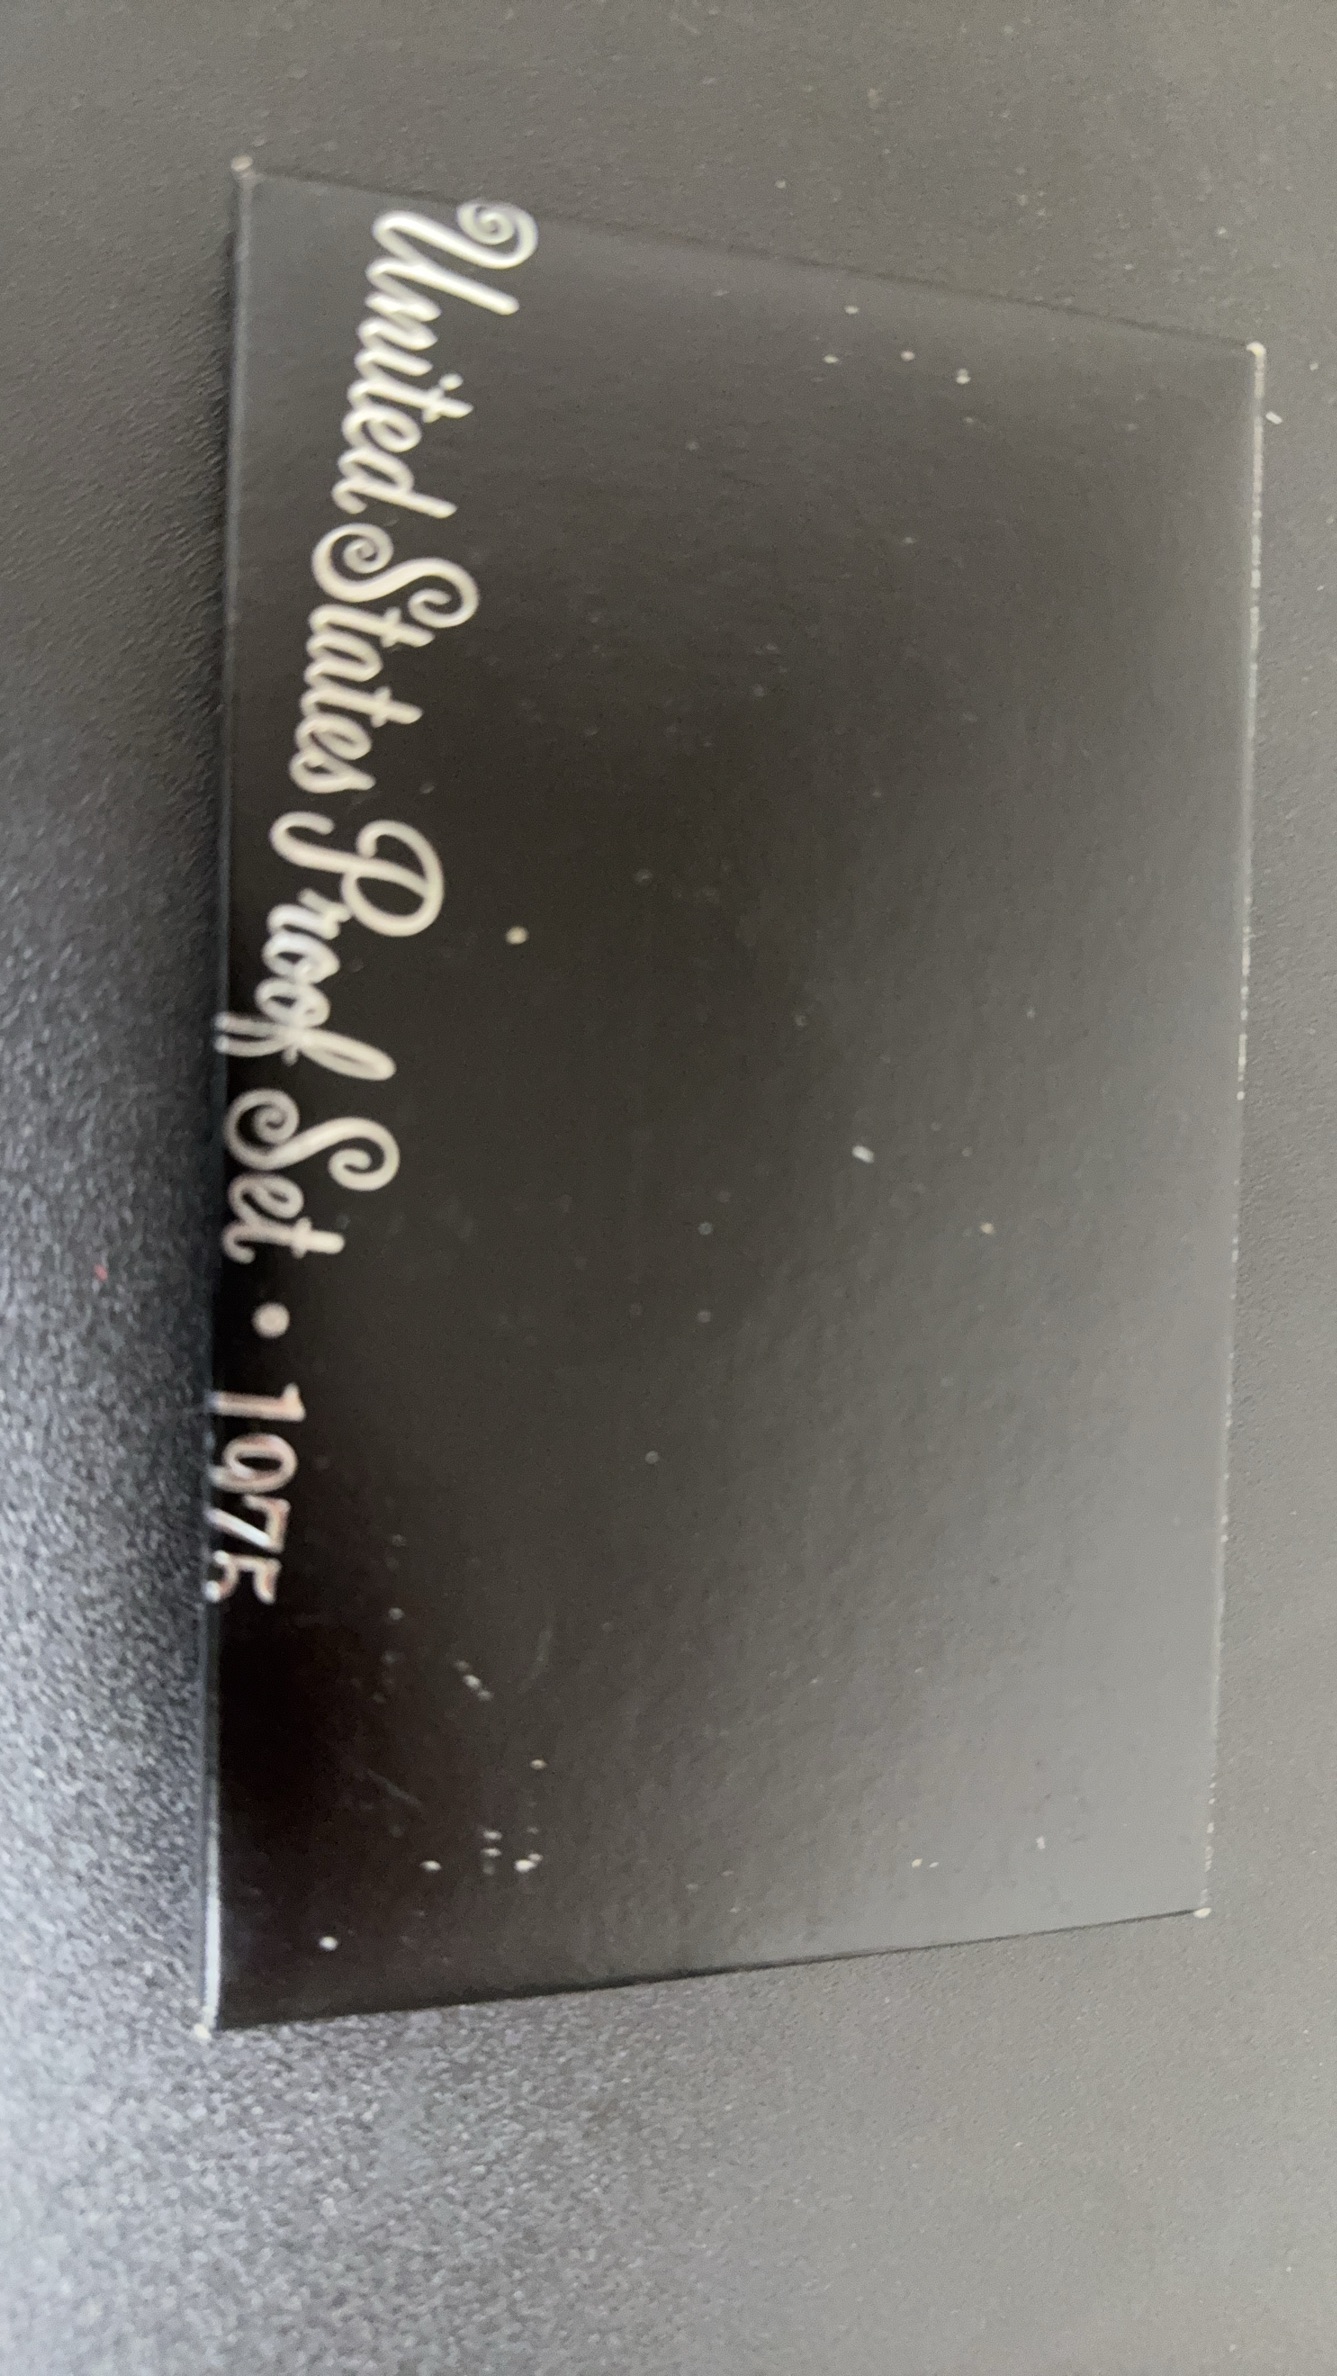 United States Proof Set • 1975